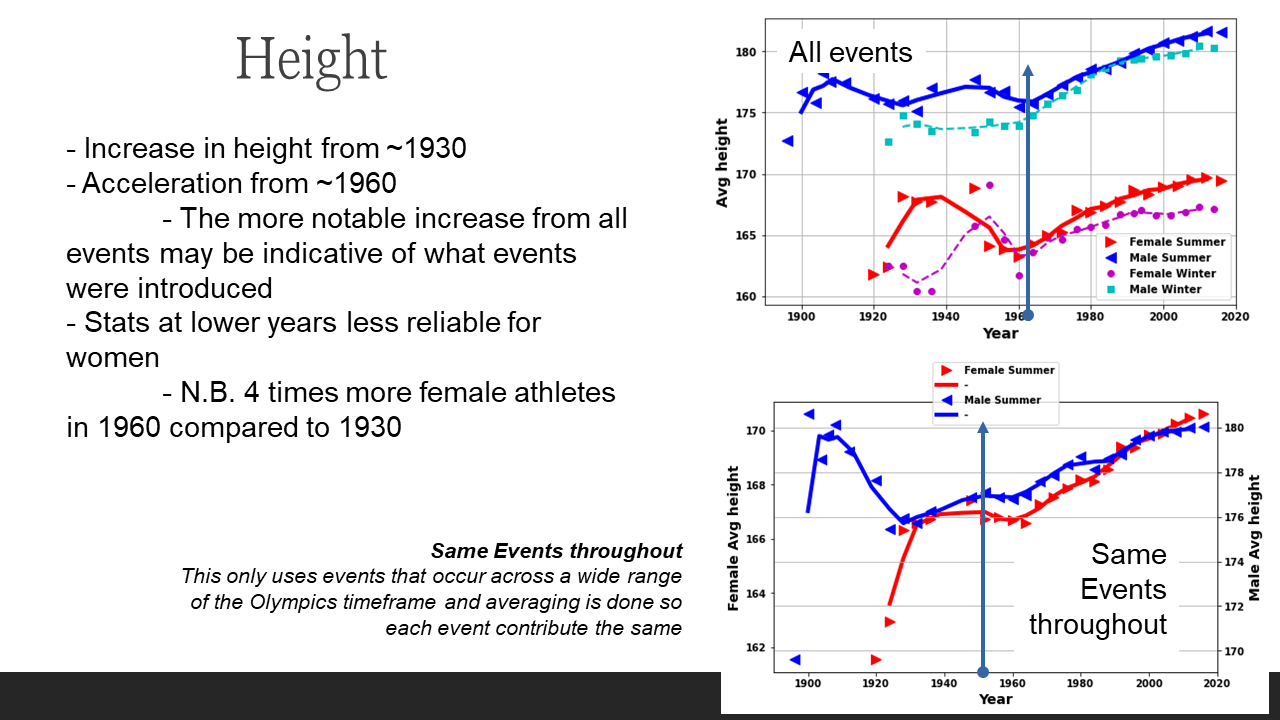 Height
- Increase in height from ~1930
- Acceleration from ~1960
- The more notable increase from all
events may be indicative of what events
were introduced
- Stats at lower years less reliable for
women
- N.B. 4 times more female athletes
in 1960 compared to 1930
Same Events throughout
This only uses events that occur across a wide range
of the Olympics timeframe and averaging is done so
each event contribute the same
All events
Avg height
180
175
170
165
160
Female Summer
Male Summer
Female Winter
Male Winter
1900 1920 1940 1960 1980 2000 2020
Year
Female Summer
-
Male Summer
-
Female Avg height
170
168
166
164
162
180
178
176
174
172
170
Male Avg height
Same
Events
throughout
1900 1920 1940 1960 1980 2000 2020
Year